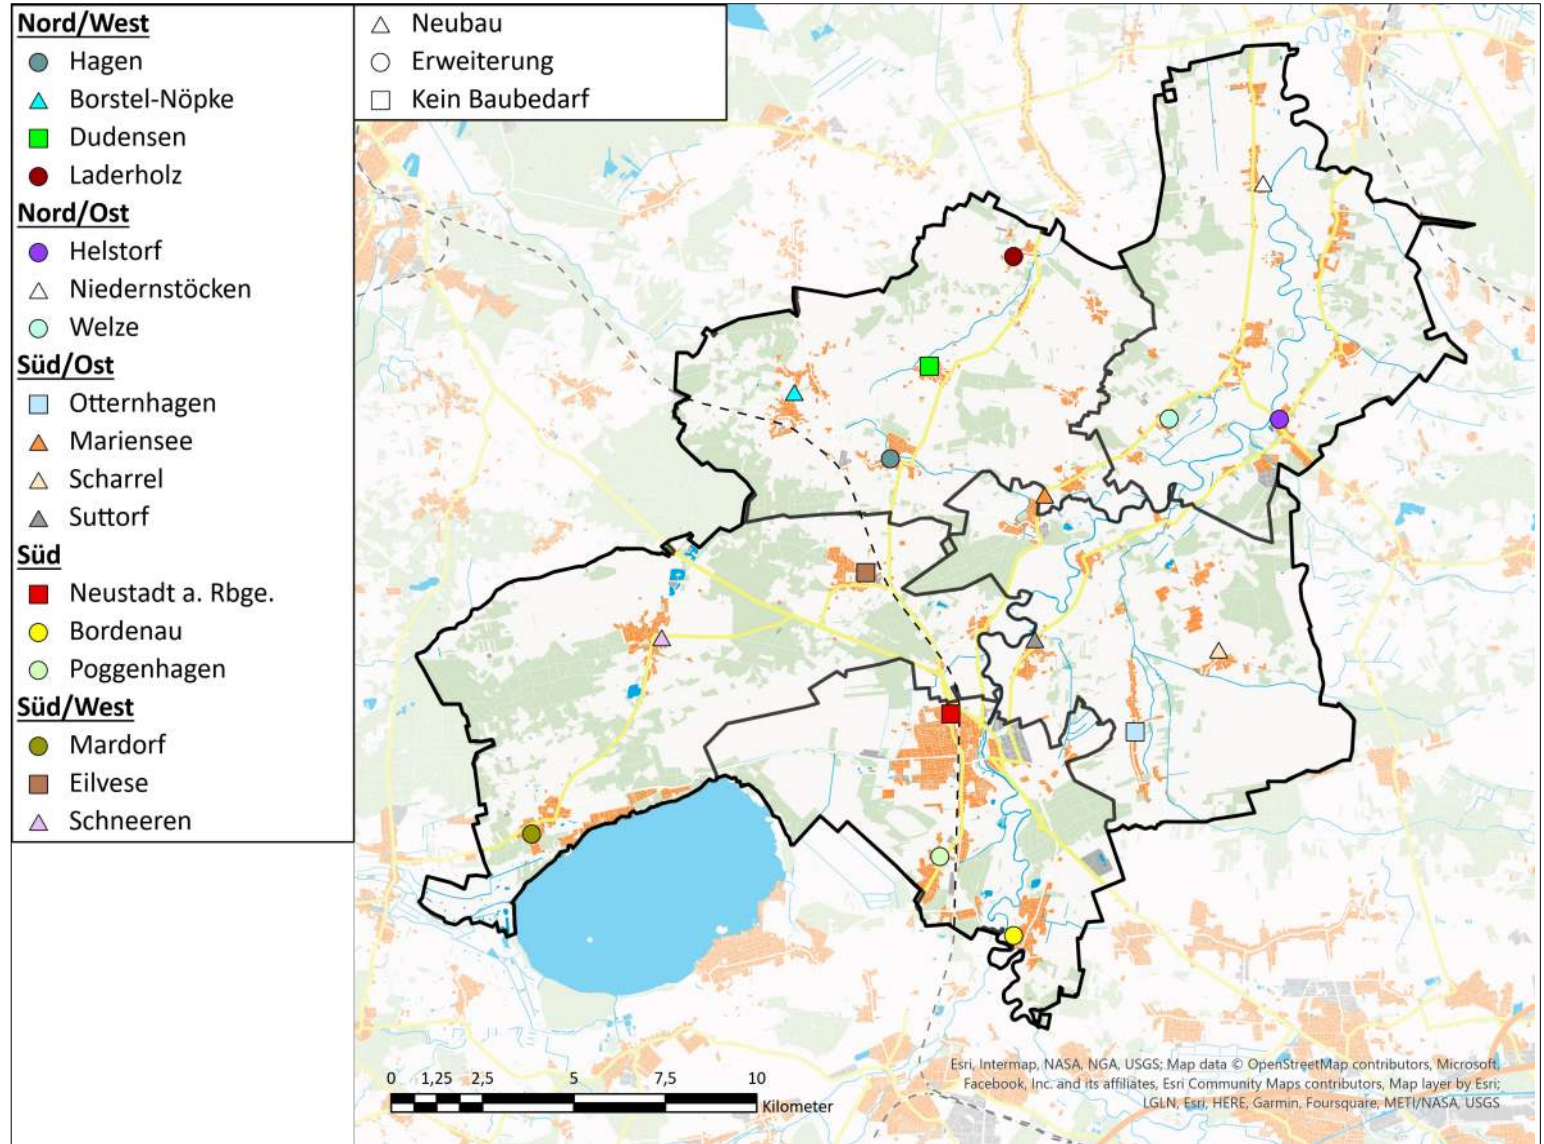 Nord/West
Hagen
Borstel-Nöpke
Dudensen
Laderholz
Nord/Ost
Helstorf
Niedernstöcken
Welze
Süd/Ost
Otternhagen
Mariensee
Scharrel
Suttorf
Süd
Neustadt a. Rbge.
Bordenau
Poggenhagen
Süd/West
Mardorf
Eilvese
Schneeren
Neubau
Erweiterung
Kein Baubedarf
0 1,25 2,5 5 7,5 10
Kilometer
Esri, Intermap, NASA, NGA, USGS; Map data © OpenStreetMap contributors, Microsoft,
Facebook, Inc. and its affiliates, Esri Community Maps contributors, Map layer by Esri;
LGLN, Esri, HERE, Garmin, Foursquare, METI/NASA, USGS